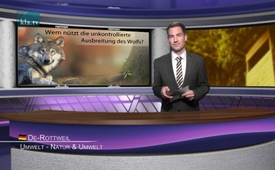 kla.tv
Wem nützt die unkontrollierte
Ausbreitung des Wolfs?
DE-ROTTWEIL
UMWELT - NATUR & UMWELT